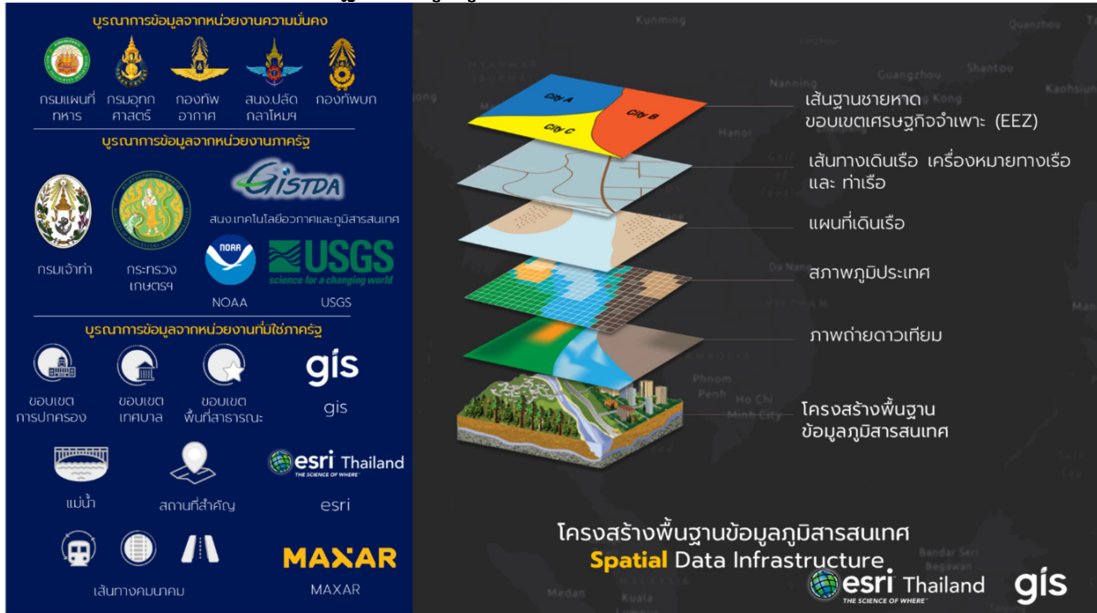 บูรณาการข้อมูลจากหน่วยงานความมั่นคง
กรมแผนที่
ทหาร
กรมอุทก
ศาสตร์
กองทัพ
อากาศ
สนง.ปลัด
กลาโหมฯ
กองทัพบก
บูรณาการข้อมูลจากหน่วยงานภาครัฐ
GISTDA
สนง.เทคโนโลยีอวกาศและภูมิสารสนเทศ
กรมเจ้าท่า
กระทรวง
เกษตรฯ
NOAA
NOAA
USGS
science for a changing world
USGS
บูรณาการข้อมูลจากหน่วยงานที่มิใช่ภาครัฐ
ขอบเขต
การปกครอง
ขอบเขต
เทศบาล
ขอบเขต
พื้นที่สาธารณะ
gis
gis
แม่น้ำ
สถานที่สำคัญ
esri Thailand
THE SCIENCE OF WHERE™
esri
เส้นทางคมนาคม
MAXAR
MAXAR
City A
City B
City C
เส้นฐานชายหาด
ขอบเขตเศรษฐกิจจำเพาะ (EEZ)
เส้นทางเดินเรือ เครื่องหมายทางเรือ
และ ท่าเรือ
แผนที่เดินเรือ
สภาพภูมิประเทศ
ภาพถ่ายดาวเทียม
โครงสร้างพื้นฐาน
ข้อมูลภูมิสารสนเทศ
Kunming
Quanzhou
Guangzhou
Shantou
Nanning
Kaohsiun
Hanoi
Da Nang
Phnom
Penh
Ho Chi
Minh City
Medan
Kuala
Bandar Seri
Begawan
โครงสร้างพื้นฐานข้อมูลภูมิสารสนเทศ
Spatial Data Infrastructure
esri Thailand
THE SCIENCE OF WHERE™
gis